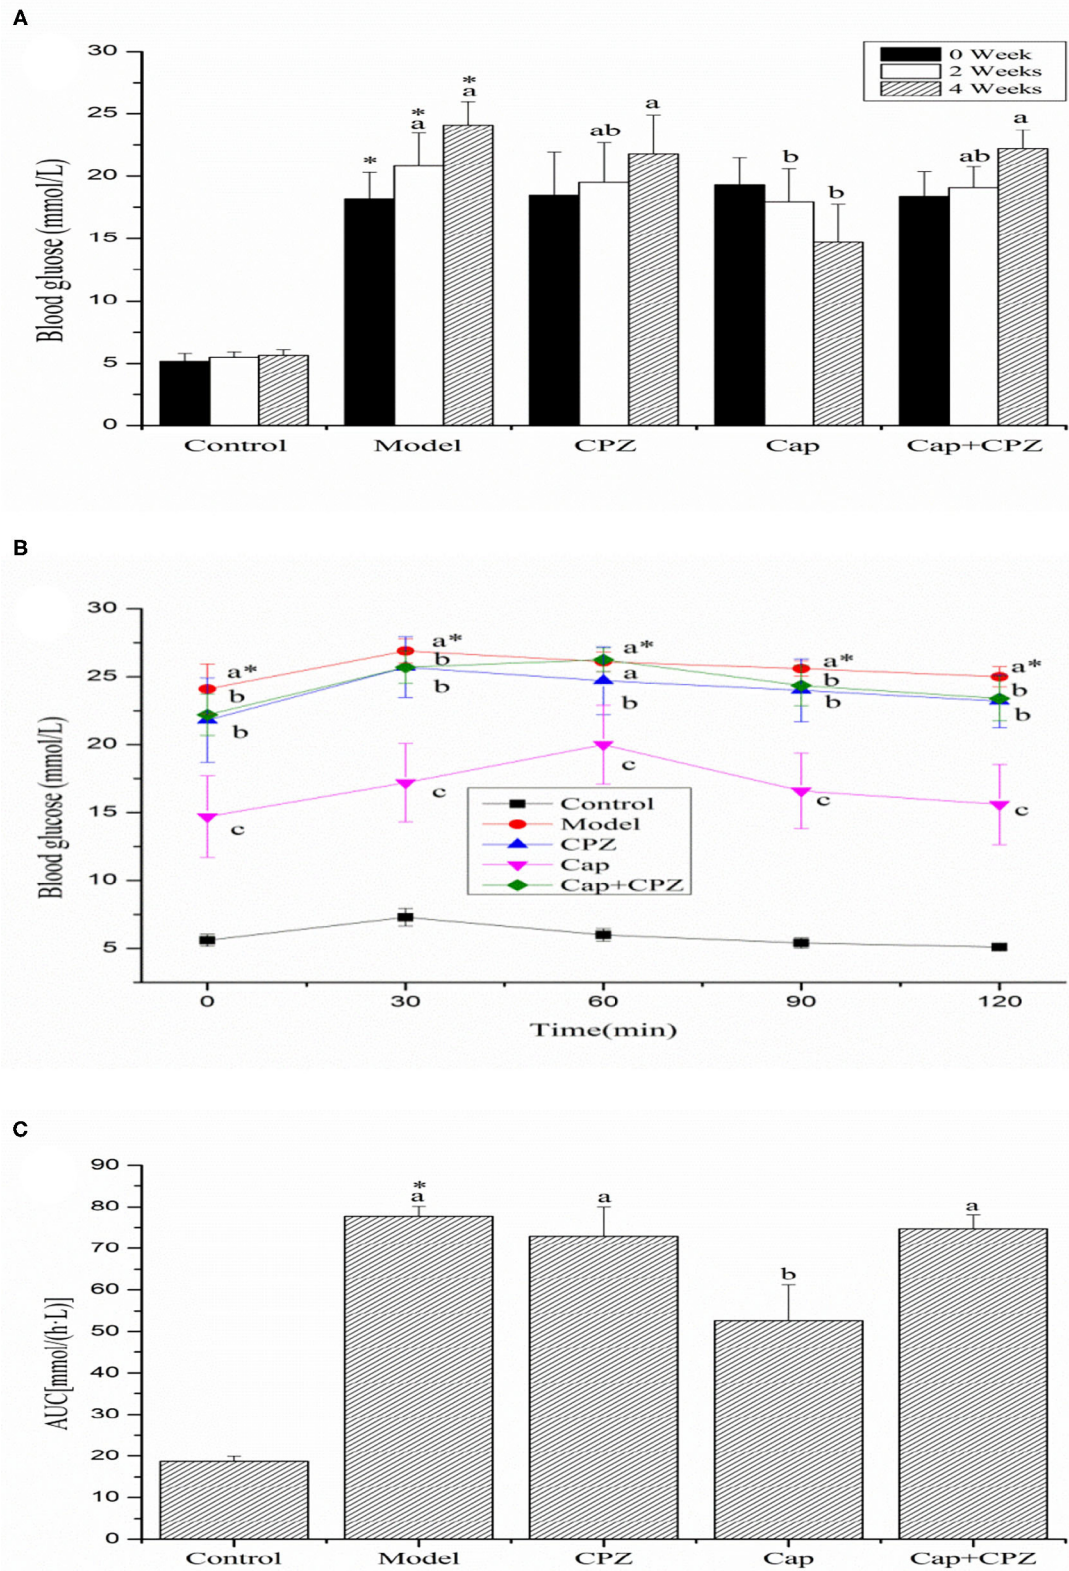 A
30
25
20
15
10
5
0
Blood gluose (mmol/L)
0 Week
2 Weeks
4 Weeks
*
*
a
*
a
ab
a
b
b
ab
a
Control
Model
CPZ
Cap
Cap+CPZ
B
30
25
20
15
10
5
Blood glucose (mmol/L)
a*
b
b
a*
b
b
a*
a
b
a*
b
b
a*
b
b
c
c
c
c
c
Control
Model
CPZ
Cap
Cap+CPZ
0
30
60
90
120
Time(min)
C
90
80
70
60
50
40
30
20
10
0
AUC[mmol/(h·L)]
*
a
a
b
a
Control
Model
CPZ
Cap
Cap+CPZ